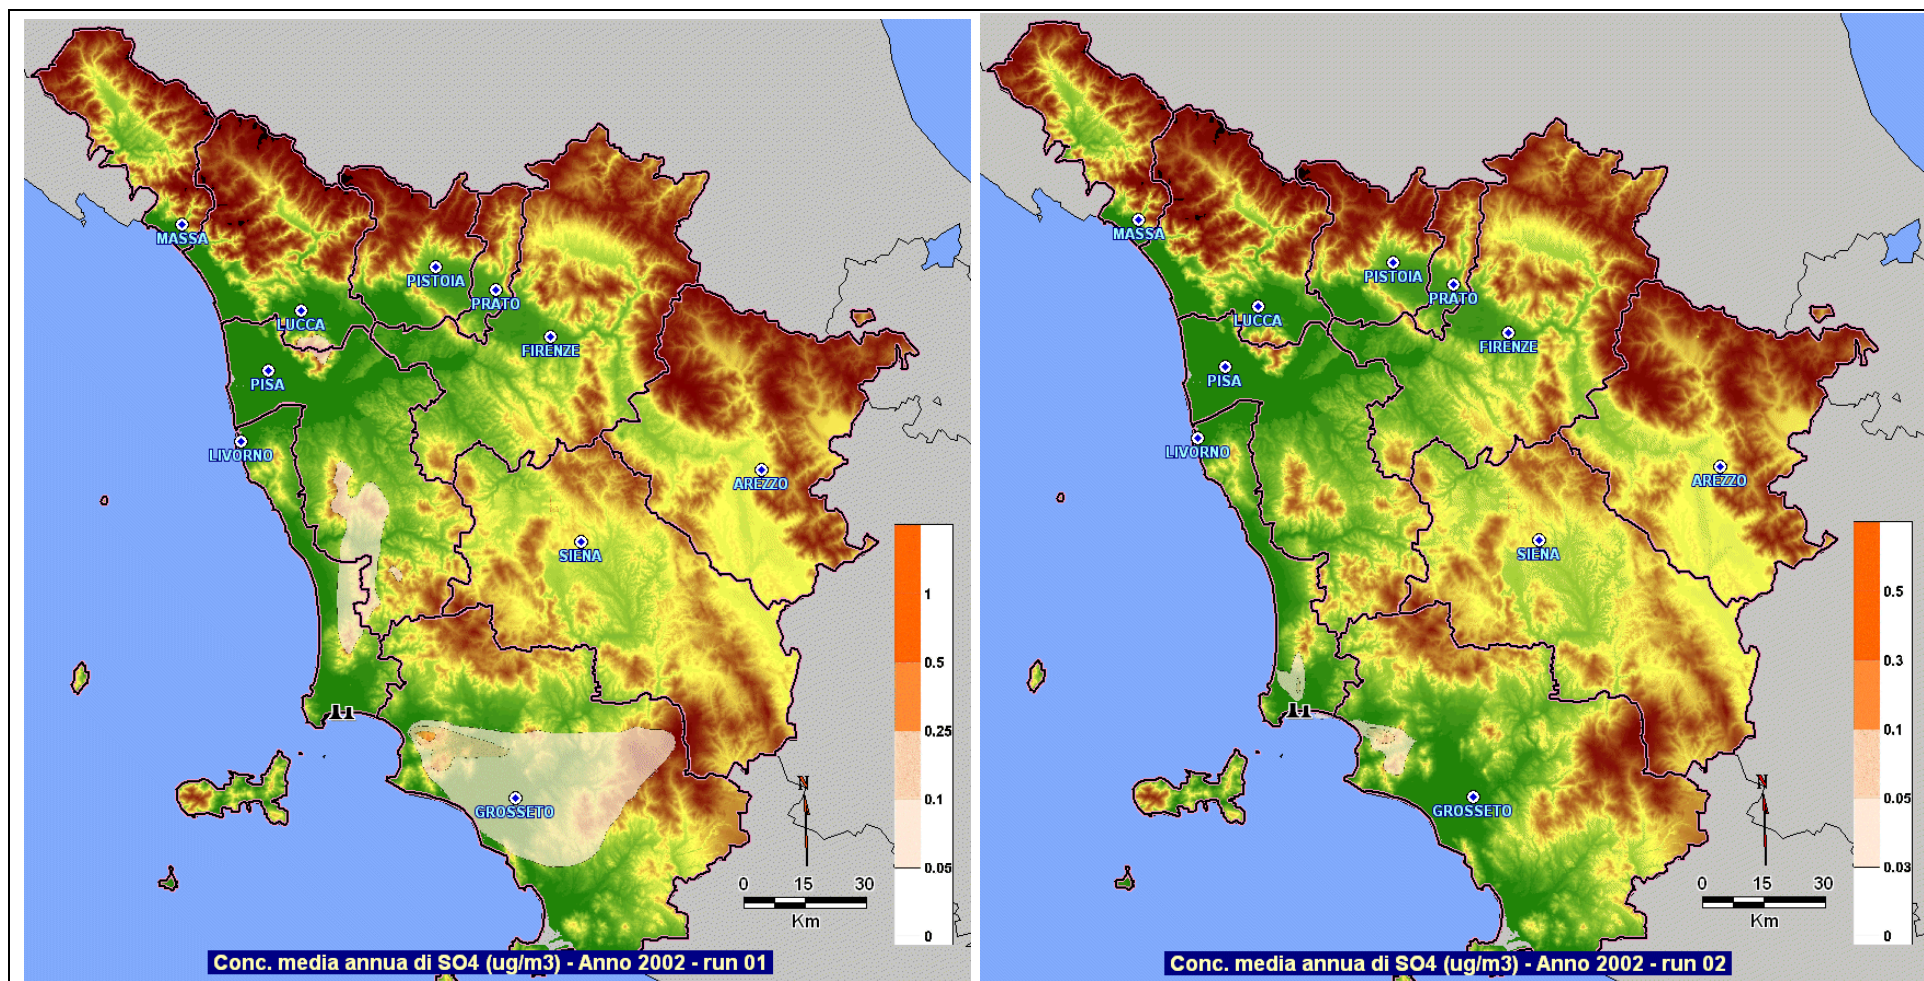 MASSA
PISTOIA
PRATO
LUCCA
FIRENZE
PISA
LIVORNO
AREZZO
SIENA
GROSSETO
1
0.5
0.25
0.1
0.05
0
N
0 15 30
Km
Conc. media annua di SO4 (ug/m3) - Anno 2002 - run 01
MASSA
PISTOIA
PRATO
LUCCA
FIRENZE
PISA
LIVORNO
AREZZO
SIENA
GROSSETO
0.5
0.3
0.1
0.05
0.03
0
N
0 15 30
Km
Conc. media annua di SO4 (ug/m3) - Anno 2002 - run 02